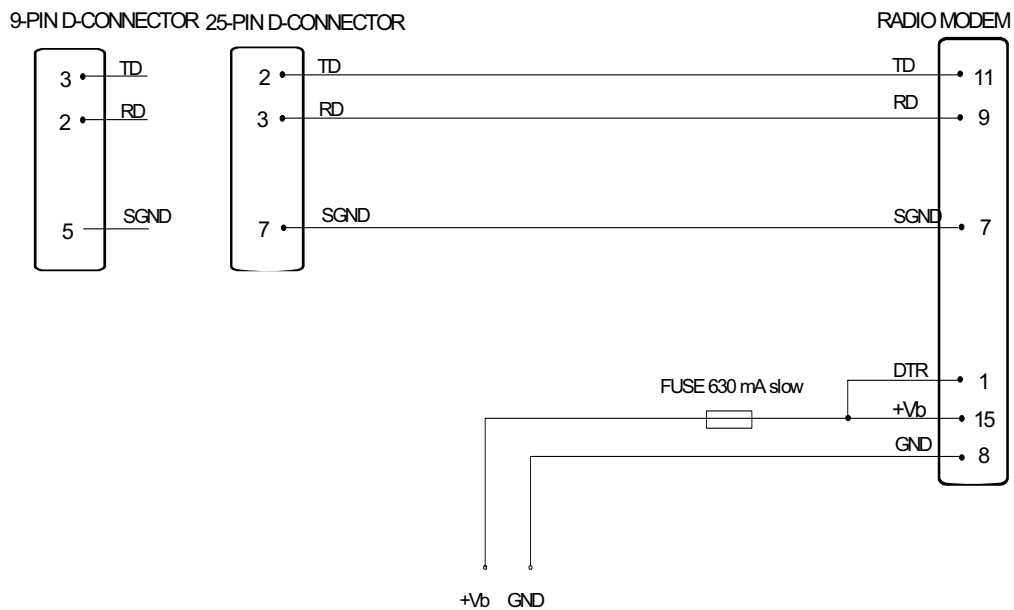 9-PIN D-CONNECTOR 25-PIN D-CONNECTOR RADIO MODEM
3 TD 2 TD TD 11
2 RD 3 RD RD 9
5 SGND 7 SGND SGND 7
DTR 1
FUSE 630 mA slow
+Vb 15
GND 8
+Vb GND